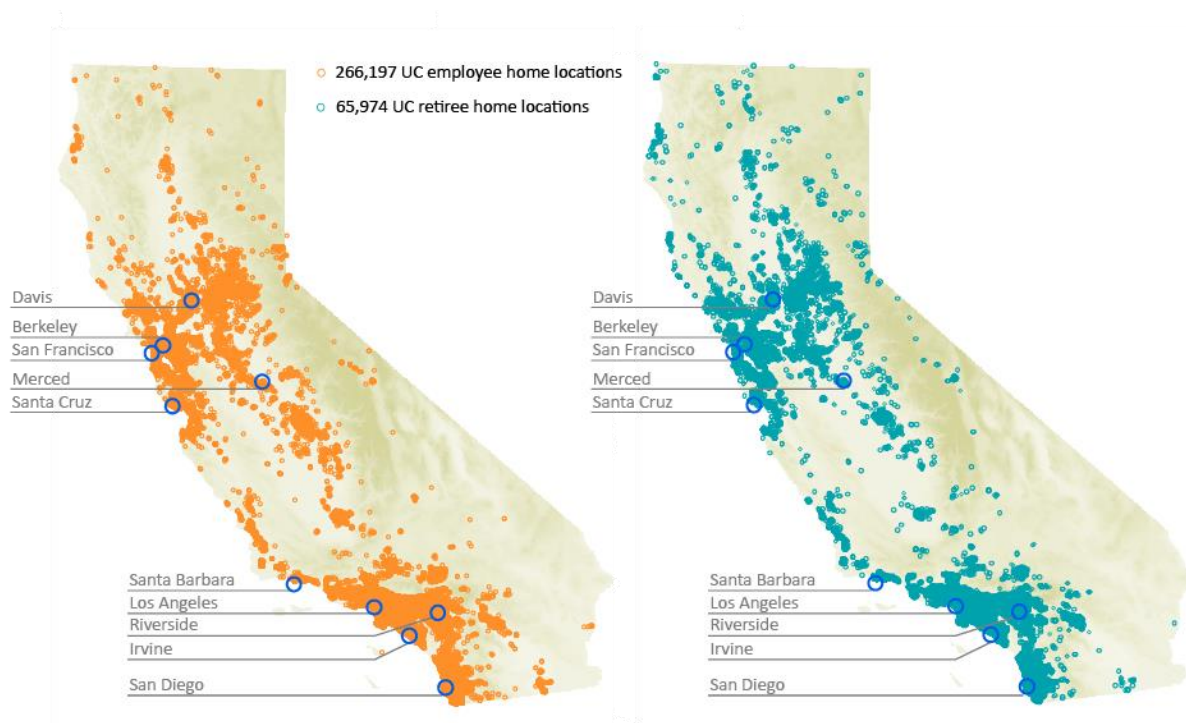 266,197 UC employee home locations
65,974 UC retiree home locations
Davis
Berkeley
San Francisco
Merced
Santa Cruz
Santa Barbara
Los Angeles
Riverside
Irvine
San Diego
Davis
Berkeley
San Francisco
Merced
Santa Cruz
Santa Barbara
Los Angeles
Riverside
Irvine
San Diego